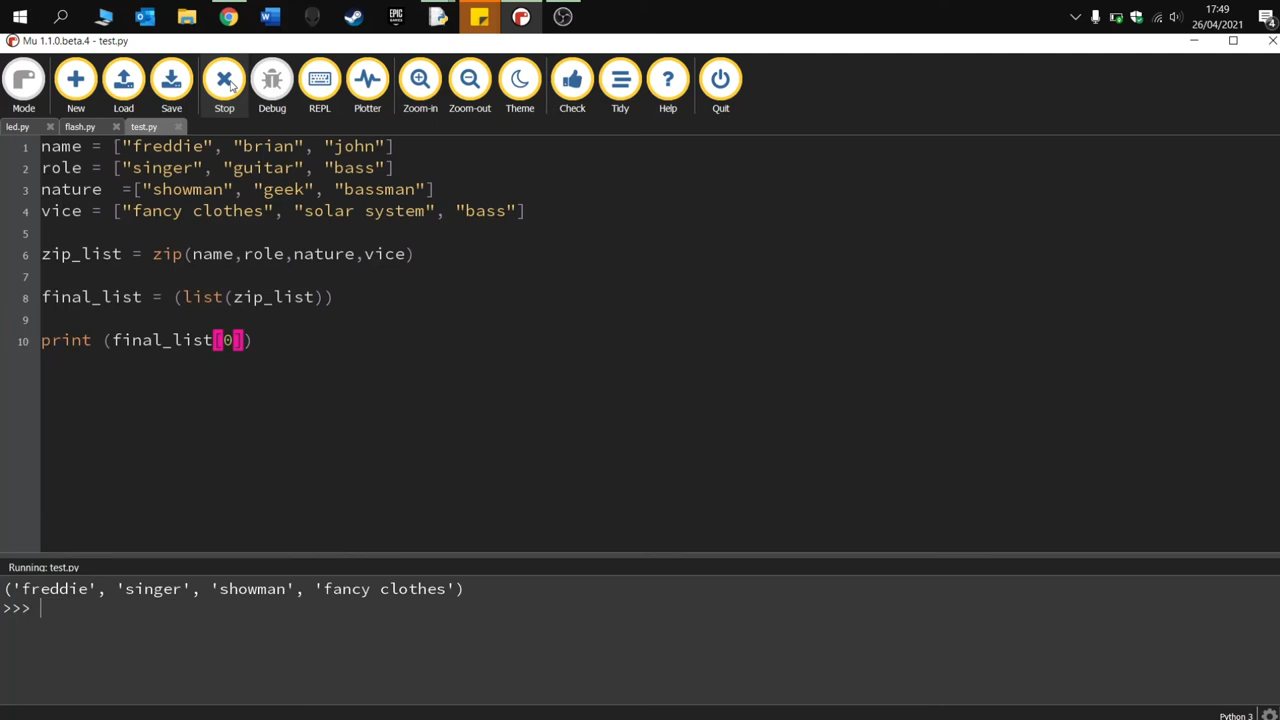 17:49
26/04/2021
4
Mu 1.1.0.beta.4 - test.py
Mode New Load Save Stop Debug REPL Plotter Zoom-in Zoom-out Theme Check Tidy Help Quit
led.py flash.py test.py
1 name = ["freddie", "brian", "john"]
2 role = ["singer", "guitar", "bass"]
3 nature  =["showman", "geek", "bassman"]
4 vice = ["fancy clothes", "solar system", "bass"]
5
6 zip_list = zip(name,role,nature,vice)
7
8 final_list = (list(zip_list))
9
10 print (final_list[0])
Running: test.py
('freddie', 'singer', 'showman', 'fancy clothes')
>>>
Python 3